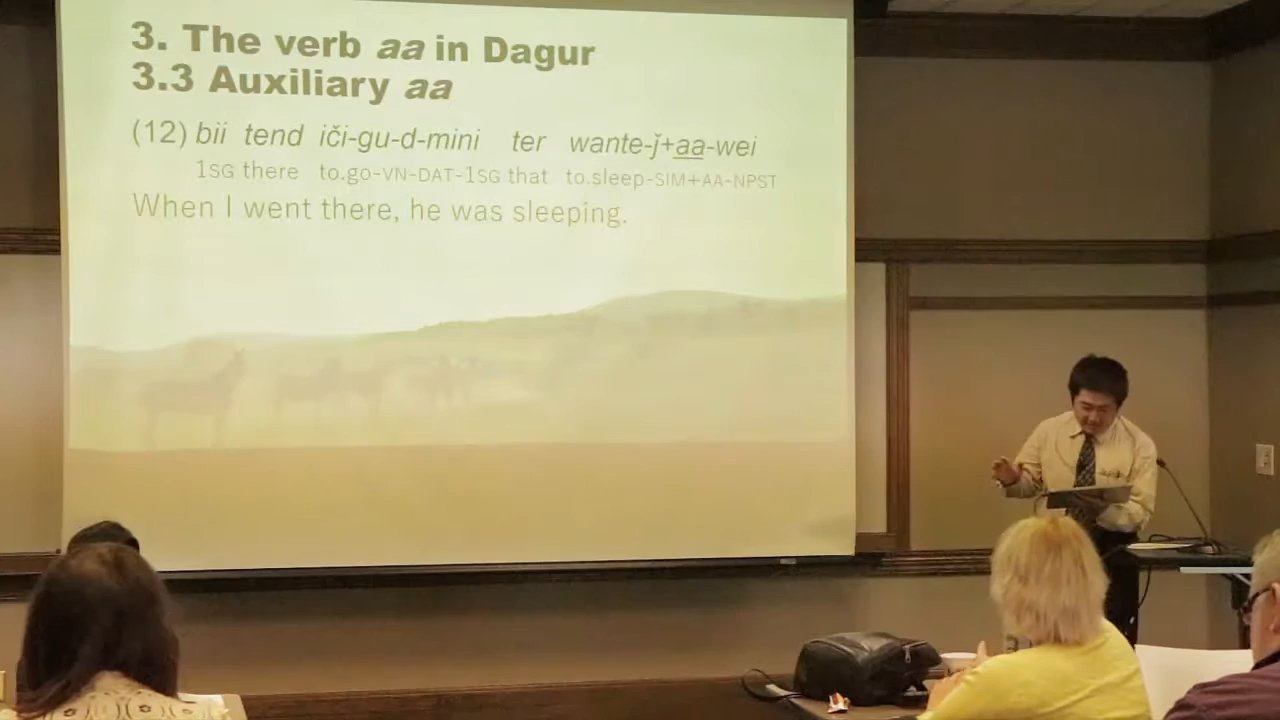 3. The verb aa in Dagur
3.3 Auxiliary aa
(12) bii tend iči-gu-d-mini ter wante-ǰ+aa-wei
1SG there to.go-VN-DAT-1SG that to.sleep-SIM+AA-NPST
When I went there, he was sleeping.